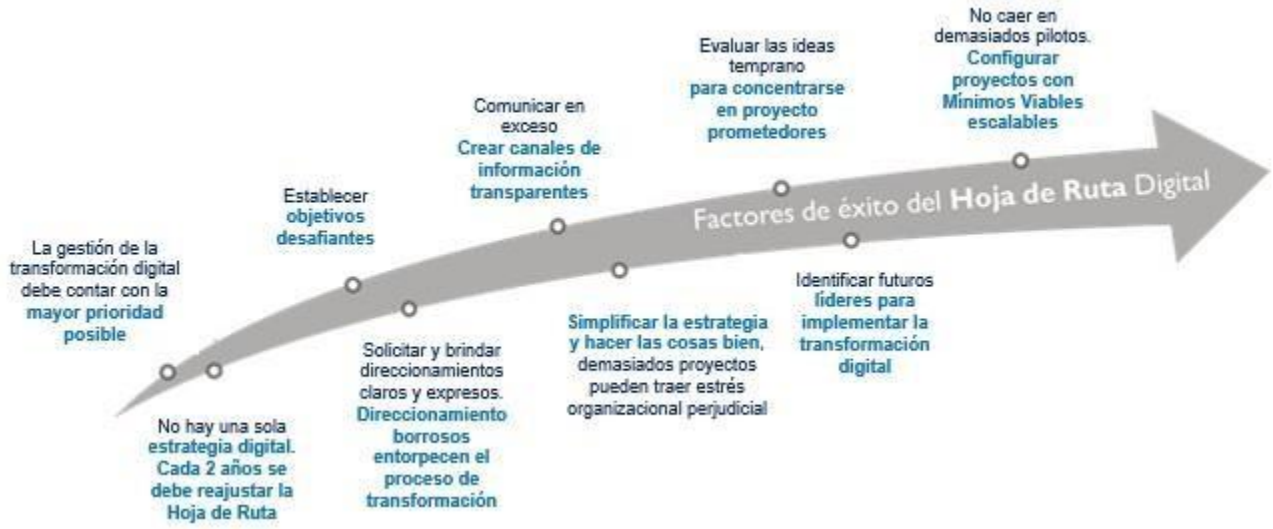 No caer en
demasiados pilotos.
Configurar
proyectos con
Mínimos Viables
escalables
Evaluar las ideas
temprano
para concentrarse
en proyecto
prometedores
Comunicar en
exceso
Crear canales de
información
transparentes
Establecer
objetivos
desafiantes
La gestión de la
transformación digital
debe contar con la
mayor prioridad
posible
Factores de éxito del Hoja de Ruta Digital
No hay una sola
estrategia digital.
Cada 2 años se
debe reajustar la
Hoja de Ruta
Solicitar y brindar
direccionamientos
claros y expresos.
Direccionamiento
borrosos
entorpecen el
proceso de
transformación
Simplificar la estrategia
y hacer las cosas bien,
demasiados proyectos
pueden traer estrés
organizacional perjudicial
Identificar futuros
líderes para
implementar la
transformación
digital